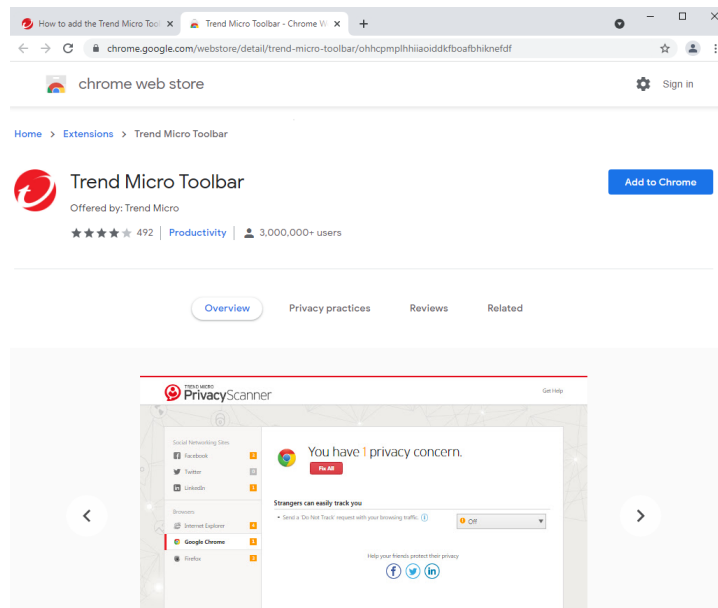 How to add the Trend Micro Tool
Trend Micro Toolbar - Chrome W
chrome.google.com/webstore/detail/trend-micro-toolbar/ohhcpmplhhiiaoiddkfboafbhiknefdf
chrome web store
Sign in
Home > Extensions > Trend Micro Toolbar
Trend Micro Toolbar
Add to Chrome
Offered by: Trend Micro
492 | Productivity | 3,000,000+ users
Overview
Privacy practices
Reviews
Related
TREND MICRO
PrivacyScanner
Get Help
Social Networking Sites
Facebook
Twitter
LinkedIn
Browsers
Internet Explorer
Google Chrome
Firefox
You have 1 privacy concern.
Fix All
Strangers can easily track you
• Send a 'Do Not Track' request with your browsing traffic.
Off
Help your friends protect their privacy